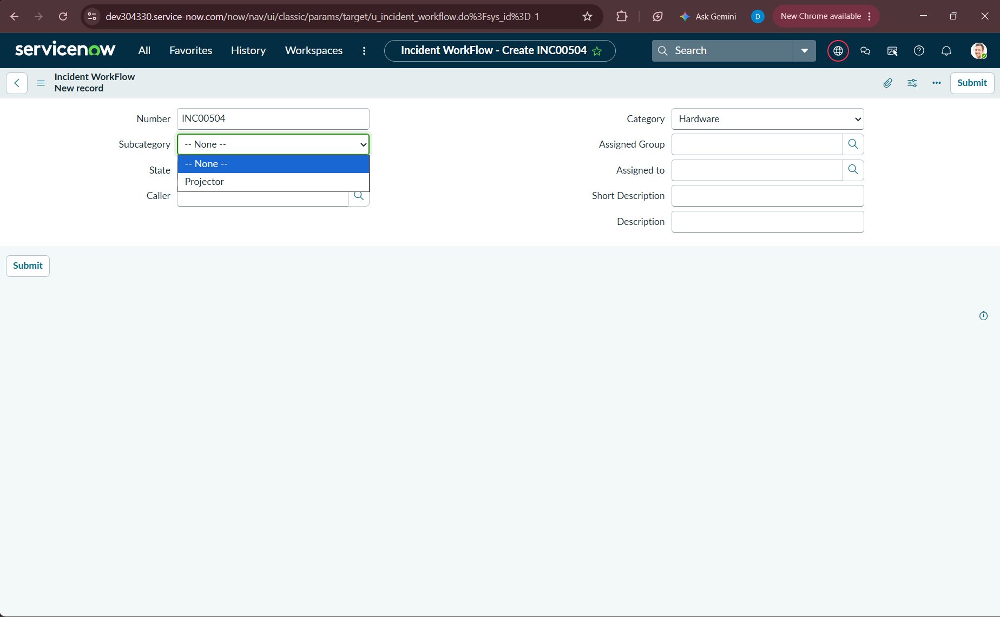 dev304330.service-now.com/now/nav/ui/classic/params/target/u_incident_workflow.do%3Fsys_id%3D-1
Ask Gemini
D
New Chrome available
servicenow
All
Favorites
History
Workspaces
Incident WorkFlow - Create INC00504
Search
Incident WorkFlow
New record
Submit
Number
INC00504
Category
Hardware
Subcategory
-- None --
Assigned Group
-- None --
State
Assigned to
Projector
Caller
Short Description
Description
Submit